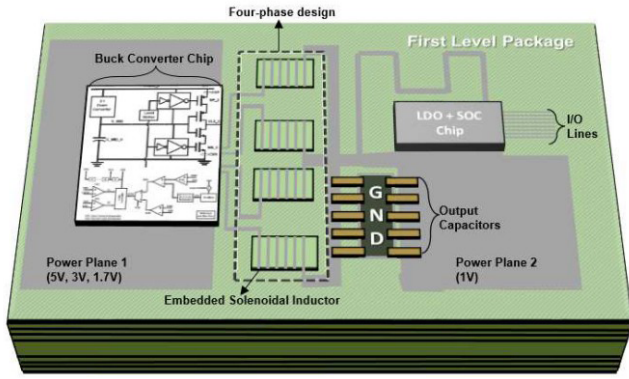 Four-phase design
First Level Package
Buck Converter Chip
LDO + SOC
Chip
I/O
Lines
G
N
D
Output
Capacitors
Power Plane 1
(5V, 3V, 1.7V)
Power Plane 2
(1V)
Embedded Solenoidal Inductor